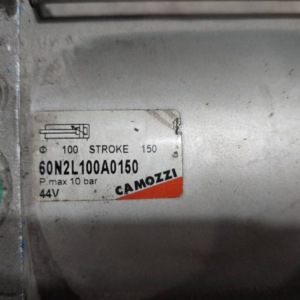 Φ 100 STROKE 150
60N2L100A0150
P.max 10 bar
44V
CAMOZZI